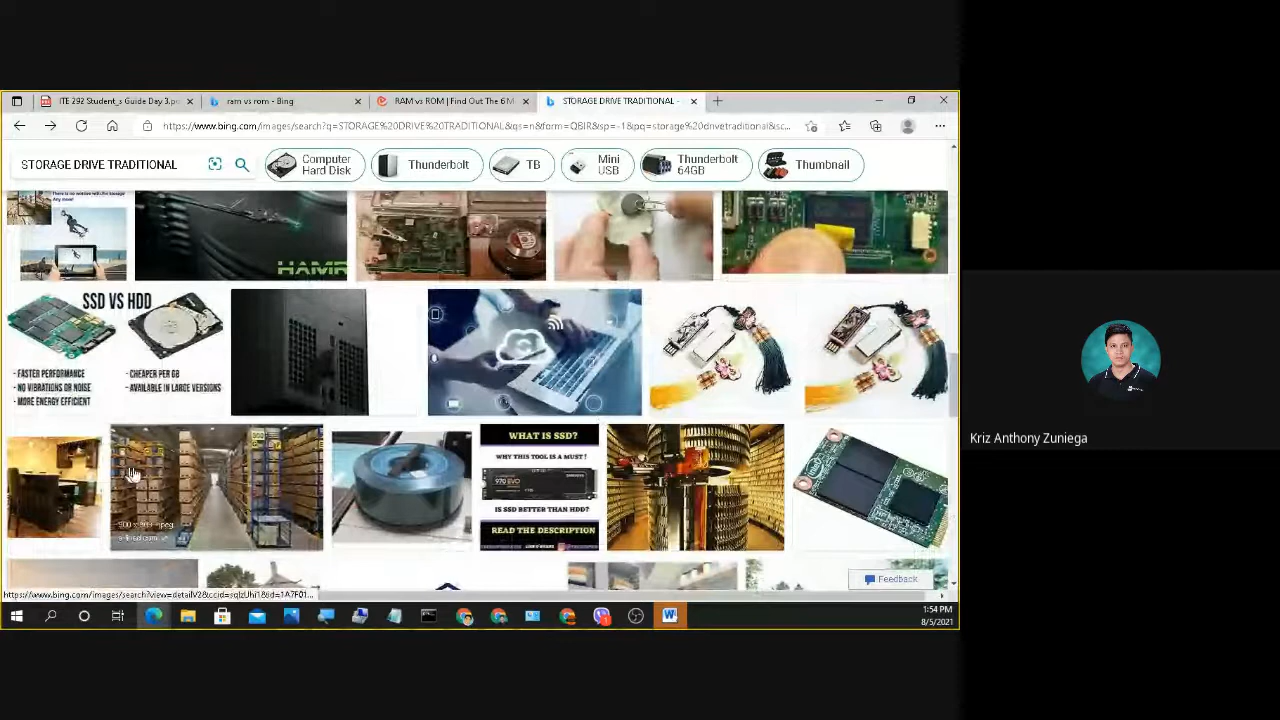 ITE 292 Student_s Guide Day 3.p
ram vs rom - Bing
RAM vs ROM | Find Out The 6 M
STORAGE DRIVE TRADITIONAL -
https://www.bing.com/images/search?q=STORAGE%20DRIVE%20TRADITIONAL&qs=n&form=QBIR&sp=-1&pq=storage%20drivetraditional&sc...
STORAGE DRIVE TRADITIONAL
Computer
Hard Disk
Thunderbolt
TB
Mini
USB
Thunderbolt
64GB
Thumbnail
HAMR
SSD VS HDD
- FASTER PERFORMANCE
- NO VIBRATIONS OR NOISE
- MORE ENERGY EFFICIENT
- CHEAPER PER GB
- AVAILABLE IN LARGE VERSIONS
WHAT IS SSD?
WHY THIS TOOL IS A MUST?
970 EVO
IS SSD BETTER THAN HDD?
READ THE DESCRIPTION
Feedback
1:54 PM
8/5/2021
Kriz Anthony Zuniega